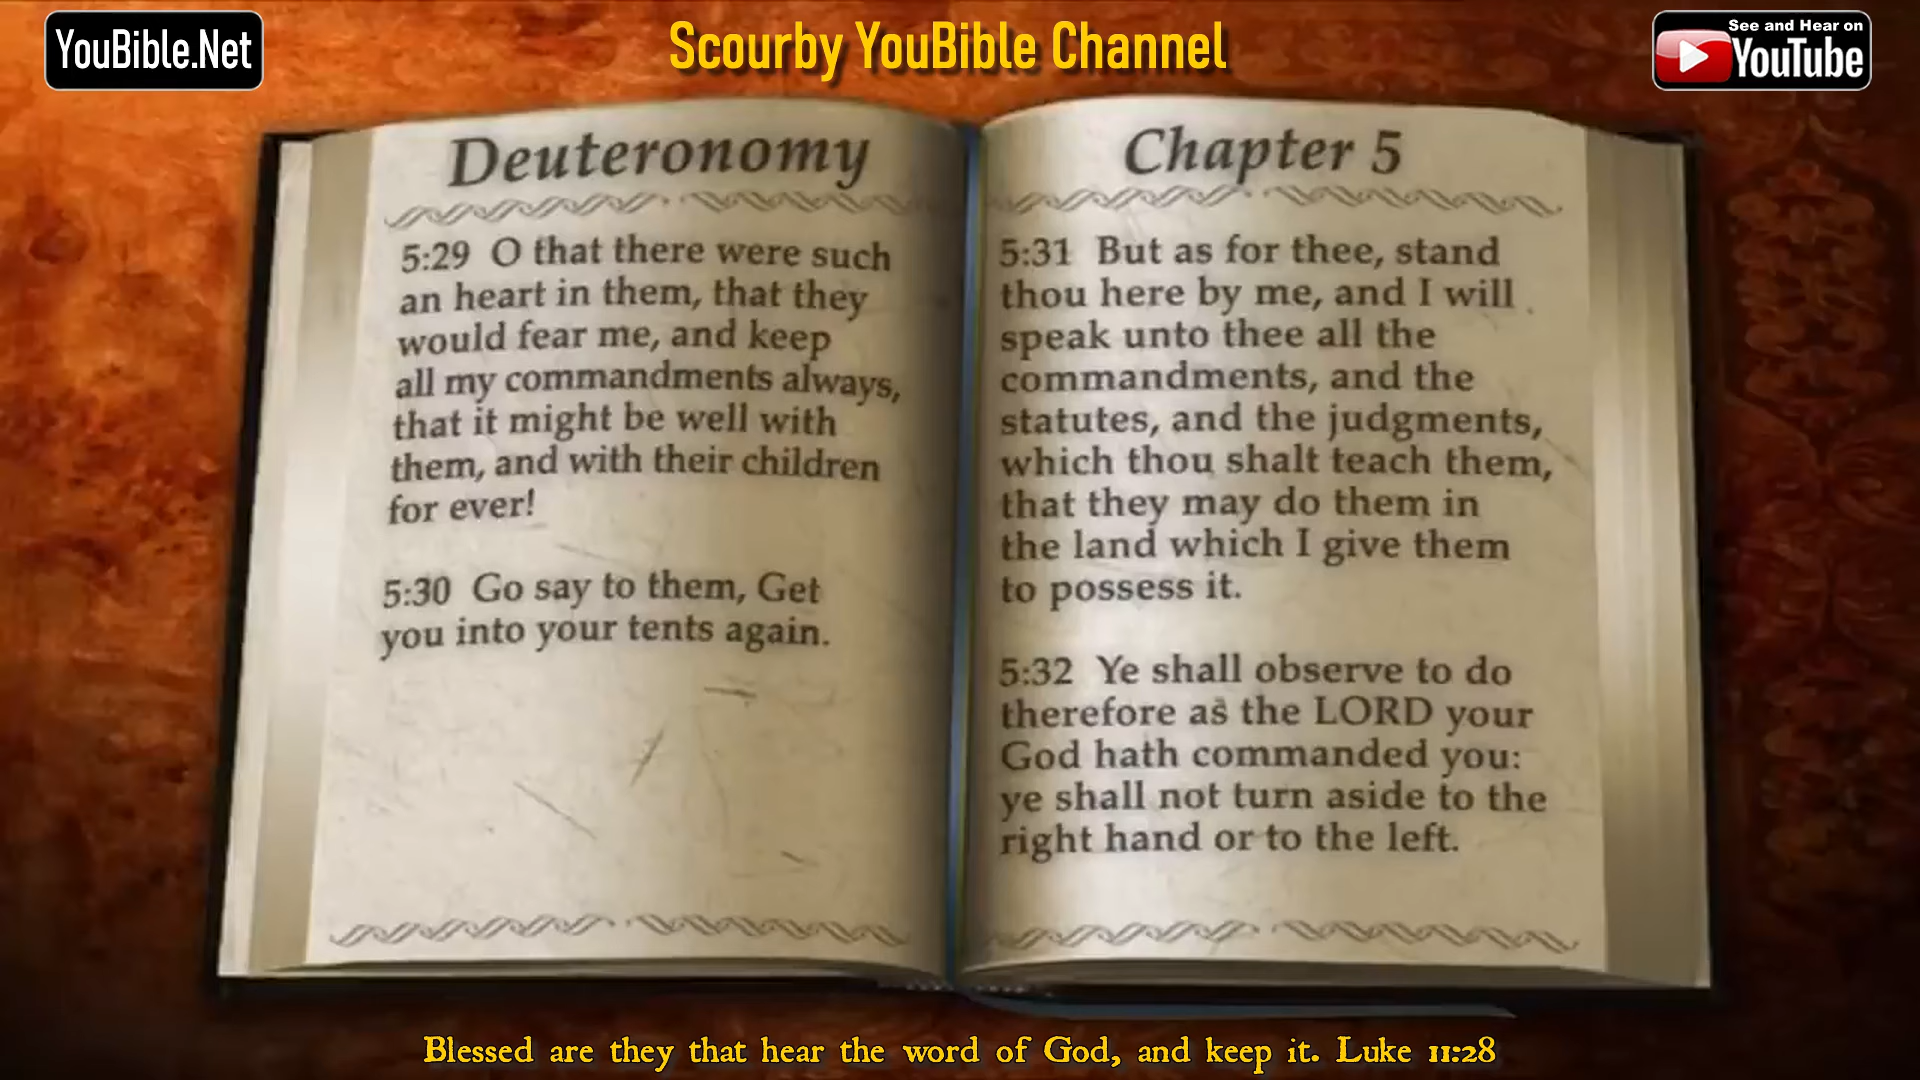 YouBible.Net
Scourby YouBible Channel
See and Hear on
YouTube
Deuteronomy
5:29 O that there were such
an heart in them, that they
would fear me, and keep
all my commandments always,
that it might be well with
them, and with their children
for ever!
5:30 Go say to them, Get
you into your tents again.
Chapter 5
5:31 But as for thee, stand
thou here by me, and I will
speak unto thee all the
commandments, and the
statutes, and the judgments,
which thou shalt teach them,
that they may do them in
the land which I give them
to possess it.
5:32 Ye shall observe to do
therefore as the LORD your
God hath commanded you:
ye shall not turn aside to the
right hand or to the left.
Blessed are they that hear the word of God, and keep it. Luke 11:28